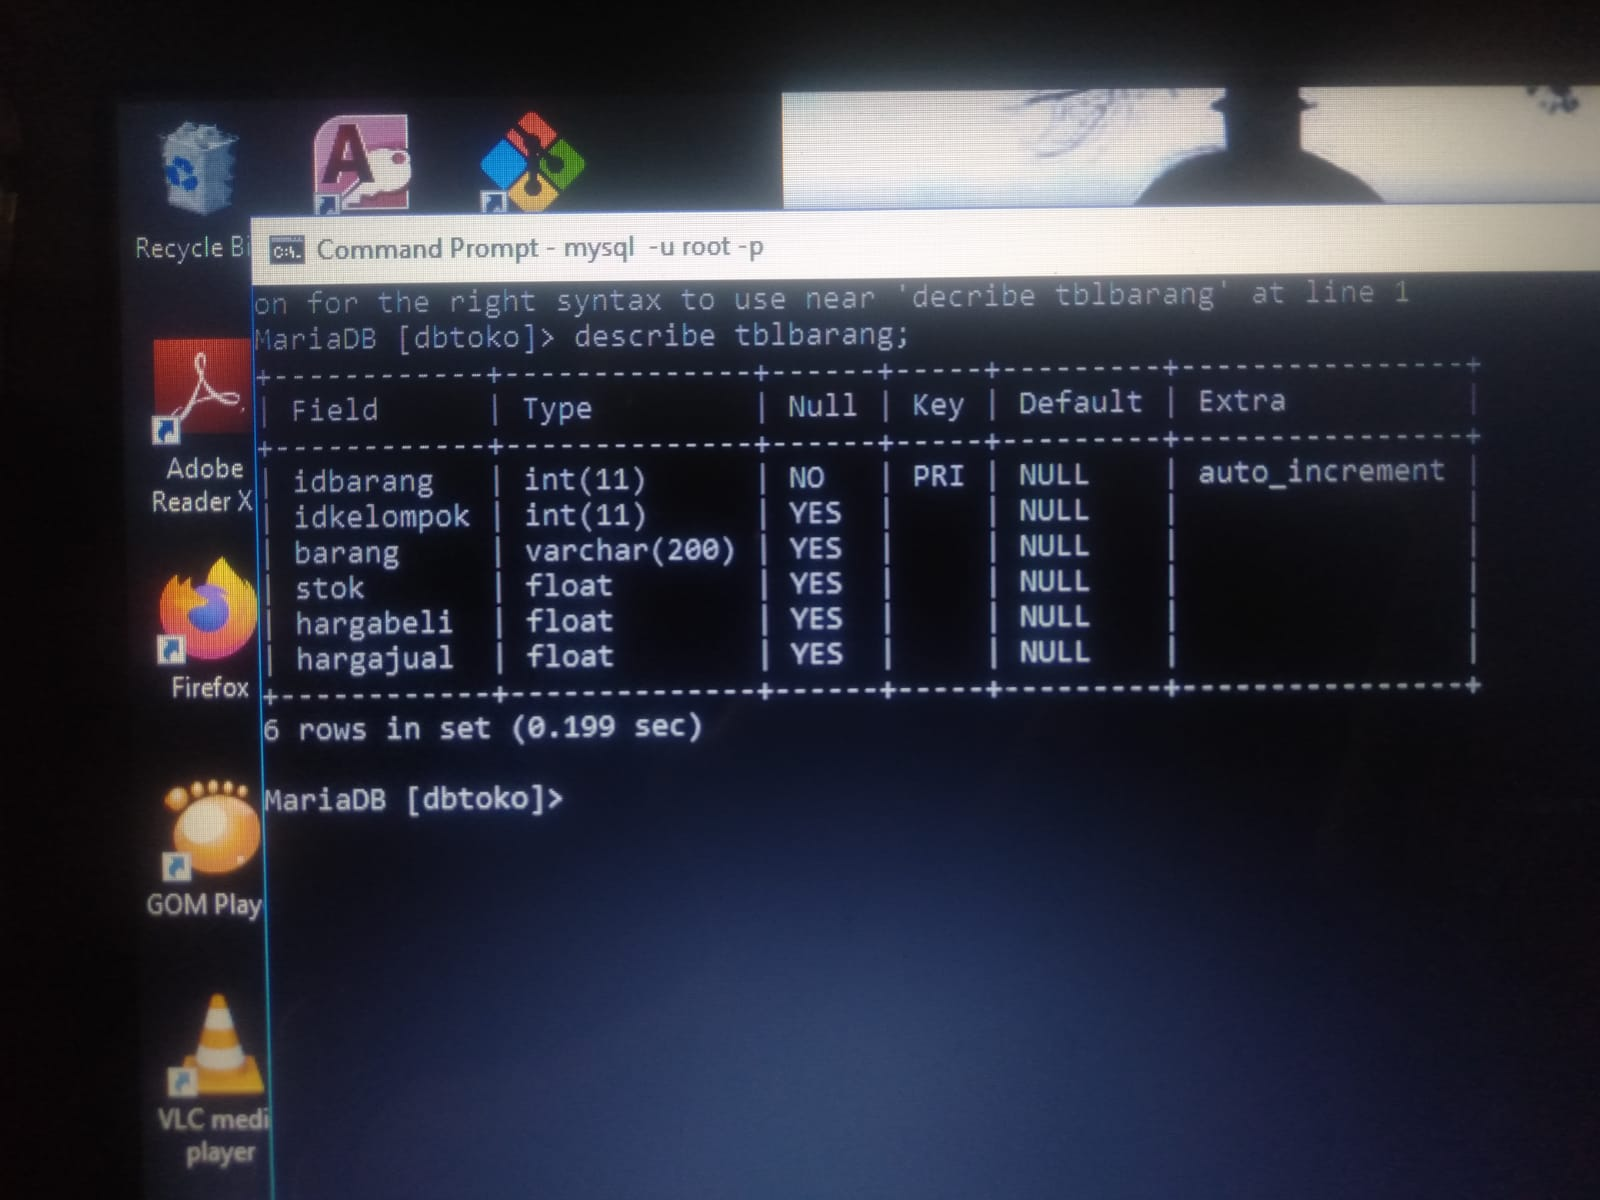 Recycle Bi
Command Prompt - mysql -u root -p
on for the right syntax to use near 'decribe tblbarang' at line 1
MariaDB [dbtoko]> describe tblbarang;
+------------+--------------+------+-----+---------+----------------+
| Field | Type | Null | Key | Default | Extra |
+------------+--------------+------+-----+---------+----------------+
| idbarang | int(11) | NO | PRI | NULL | auto_increment |
| idkelompok | int(11) | YES | | NULL | |
| barang | varchar(200) | YES | | NULL | |
| stok | float | YES | | NULL | |
| hargabeli | float | YES | | NULL | |
| hargajual | float | YES | | NULL | |
+------------+--------------+------+-----+---------+----------------+
6 rows in set (0.199 sec)
MariaDB [dbtoko]>
Adobe
Reader X
Firefox
GOM Play
VLC medi
player